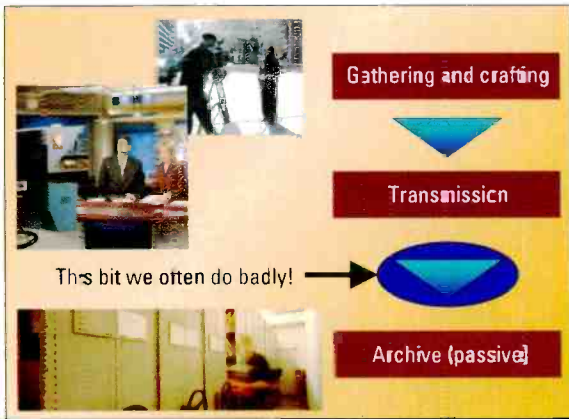 Gathering and crafting
Transmission
This bit we often do badly!
Archive (passive)